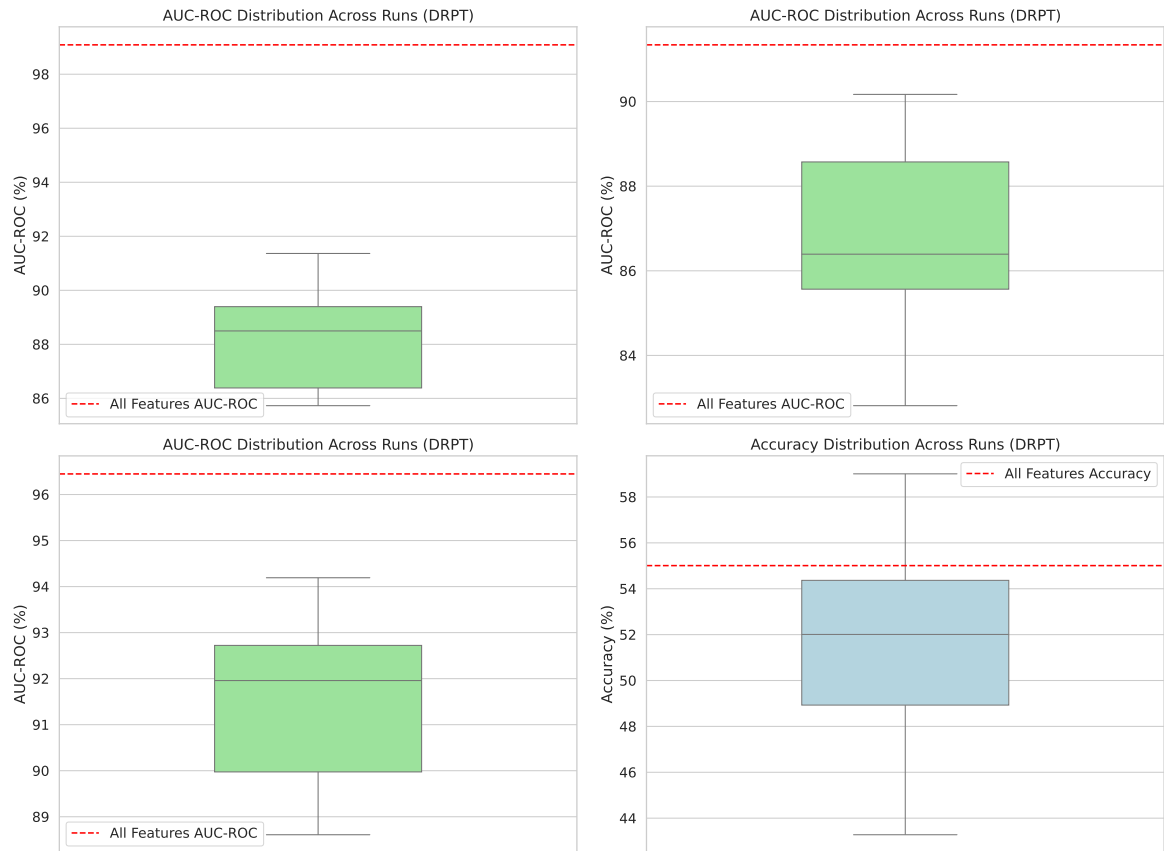 AUC-ROC Distribution Across Runs (DRPT)
AUC-ROC (%)
98
96
94
92
90
88
86
All Features AUC-ROC
AUC-ROC Distribution Across Runs (DRPT)
AUC-ROC (%)
90
88
86
84
All Features AUC-ROC
AUC-ROC Distribution Across Runs (DRPT)
AUC-ROC (%)
96
95
94
93
92
91
90
89
All Features AUC-ROC
Accuracy Distribution Across Runs (DRPT)
Accuracy (%)
58
56
54
52
50
48
46
44
All Features Accuracy